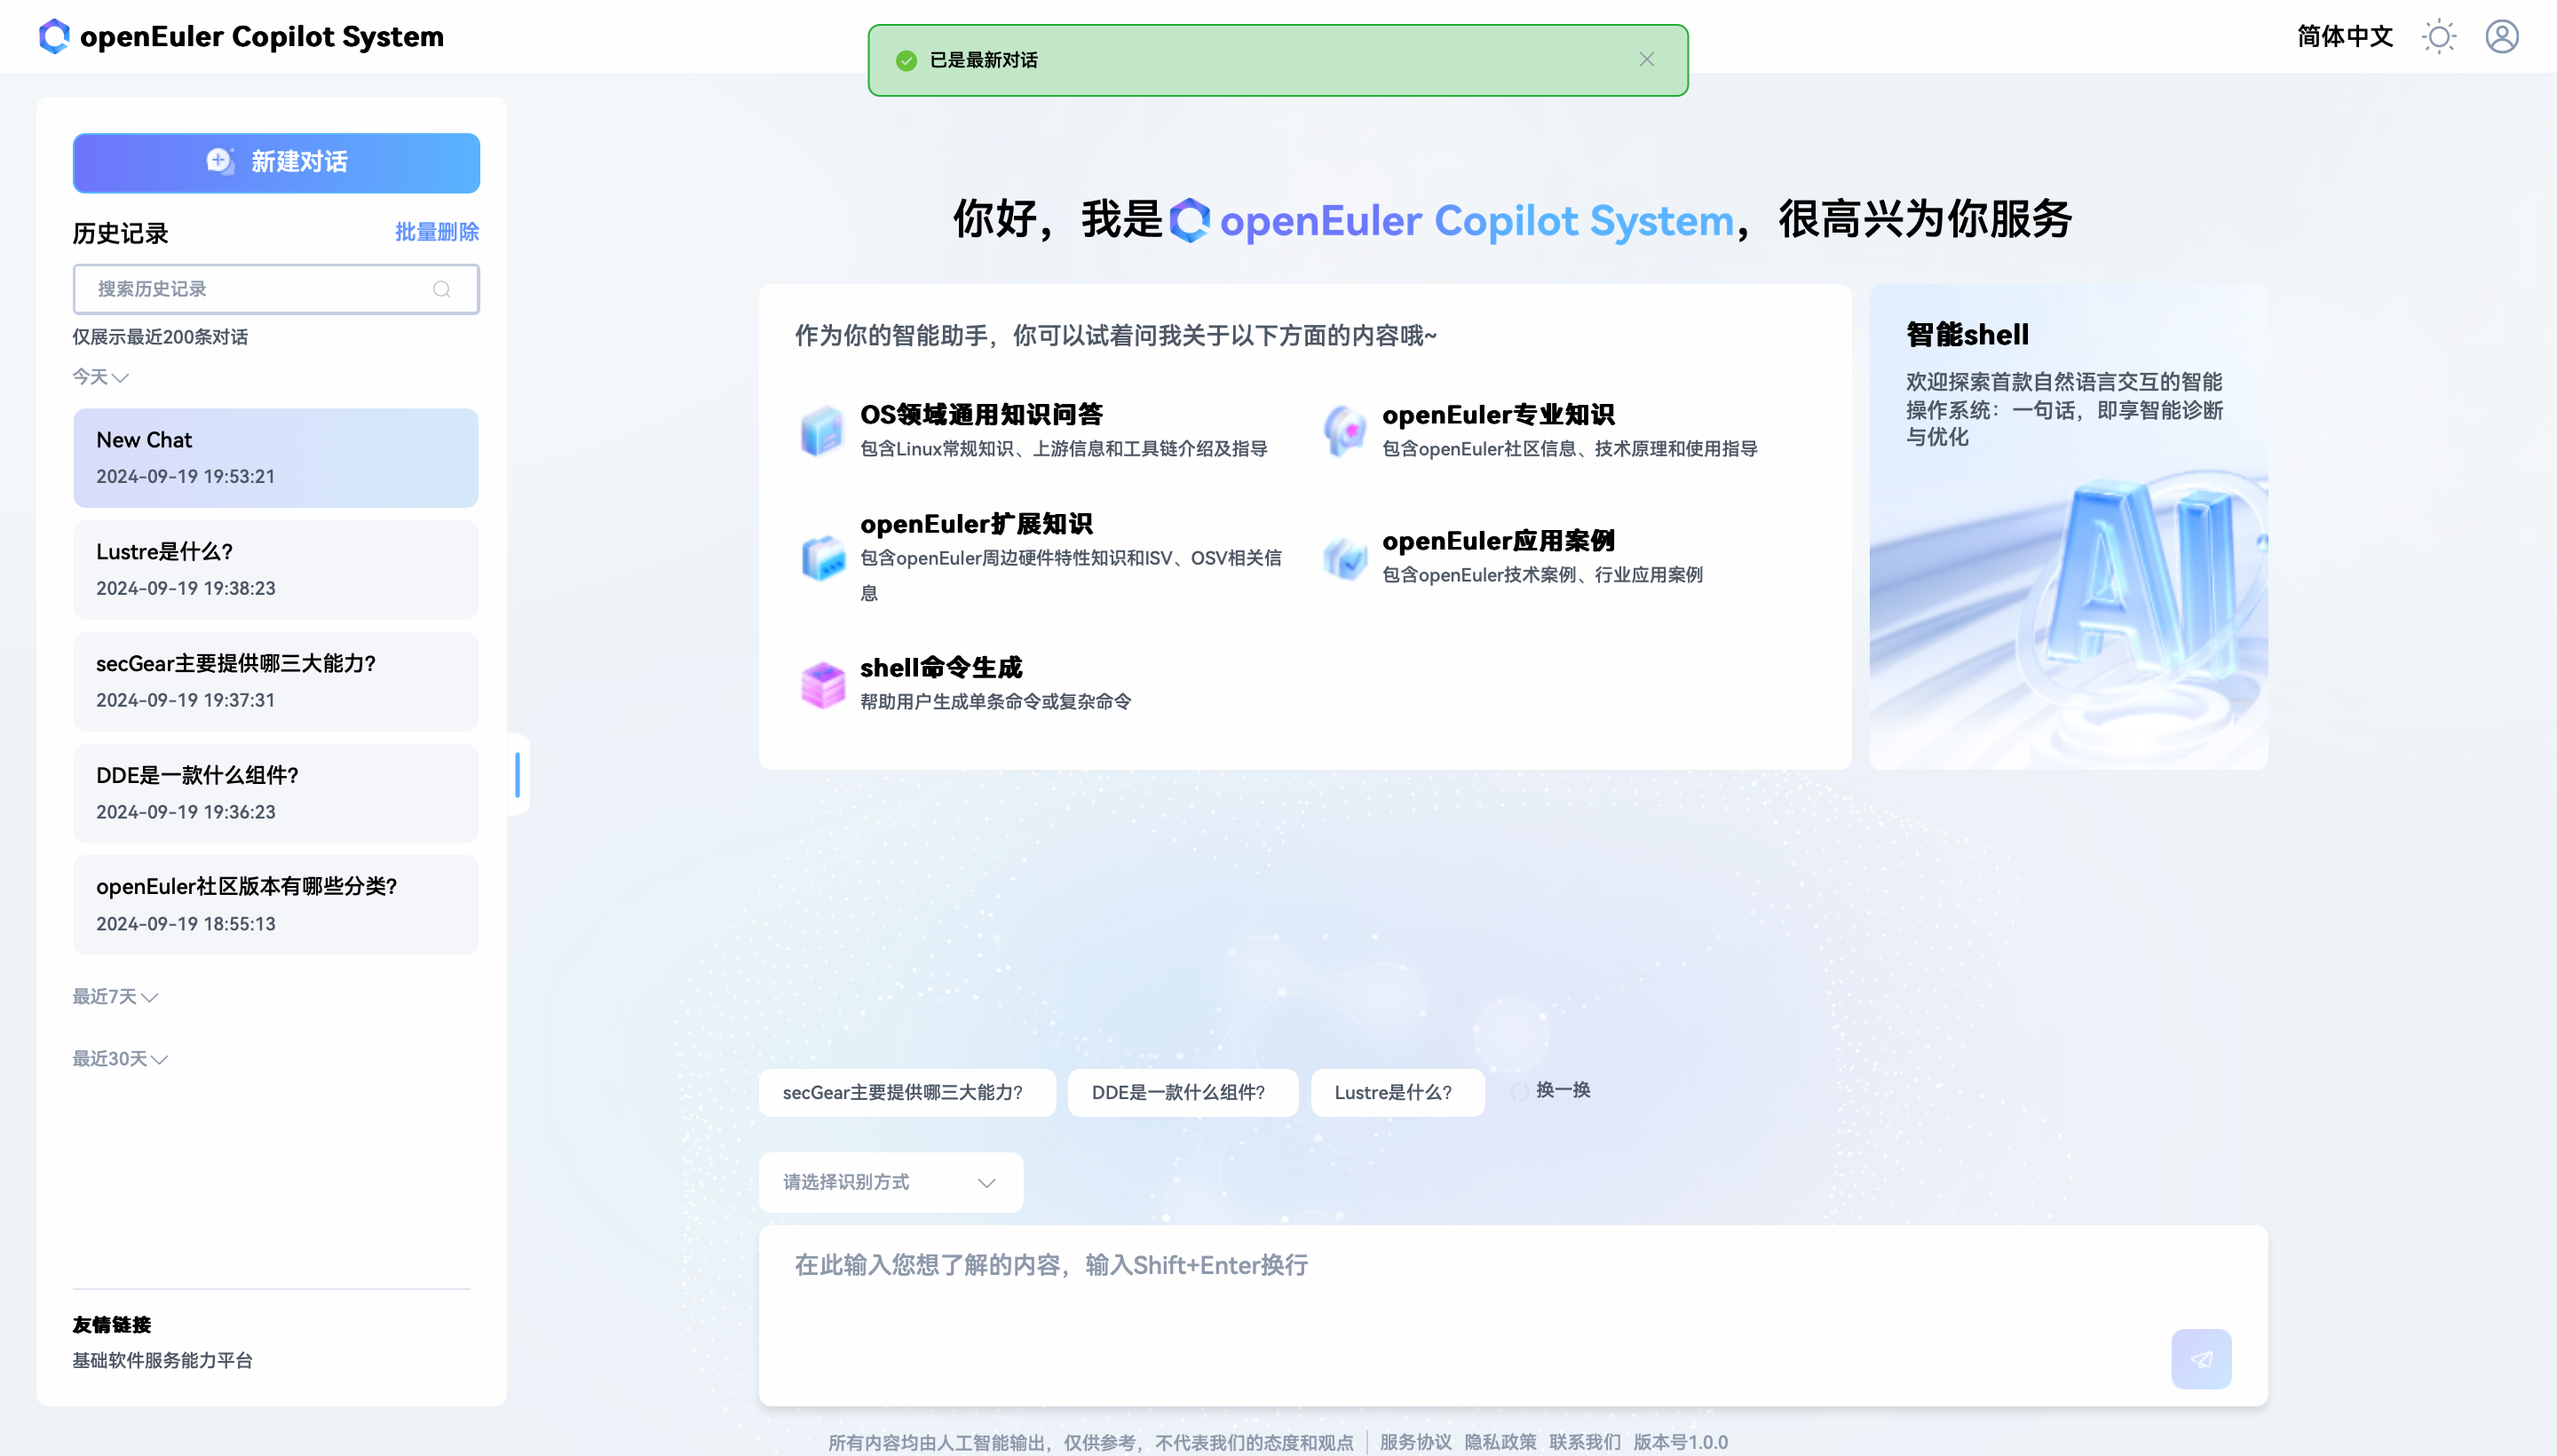 openEuler Copilot System
已是最新对话
简体中文
新建对话
历史记录
批量删除
搜索历史记录
仅展示最近200条对话
今天
New Chat
2024-09-19 19:53:21
Lustre是什么?
2024-09-19 19:38:23
secGear主要提供哪三大能力?
2024-09-19 19:37:31
DDE是一款什么组件?
2024-09-19 19:36:23
openEuler社区版本有哪些分类?
2024-09-19 18:55:13
最近7天
最近30天
友情链接
基础软件服务能力平台
你好，我是 openEuler Copilot System，很高兴为你服务
作为你的智能助手，你可以试着问我关于以下方面的内容哦~
OS领域通用知识问答
包含Linux常规知识、上游信息和工具链介绍及指导
openEuler专业知识
包含openEuler社区信息、技术原理和使用指导
openEuler扩展知识
包含openEuler周边硬件特性知识和ISV、OSV相关信
息
openEuler应用案例
包含openEuler技术案例、行业应用案例
shell命令生成
帮助用户生成单条命令或复杂命令
智能shell
欢迎探索首款自然语言交互的智能
操作系统：一句话，即享智能诊断
与优化
AI
secGear主要提供哪三大能力?
DDE是一款什么组件?
Lustre是什么?
换一换
请选择识别方式
在此输入您想了解的内容，输入Shift+Enter换行
所有内容均由人工智能输出，仅供参考，不代表我们的态度和观点 | 服务协议 隐私政策 联系我们 版本号1.0.0